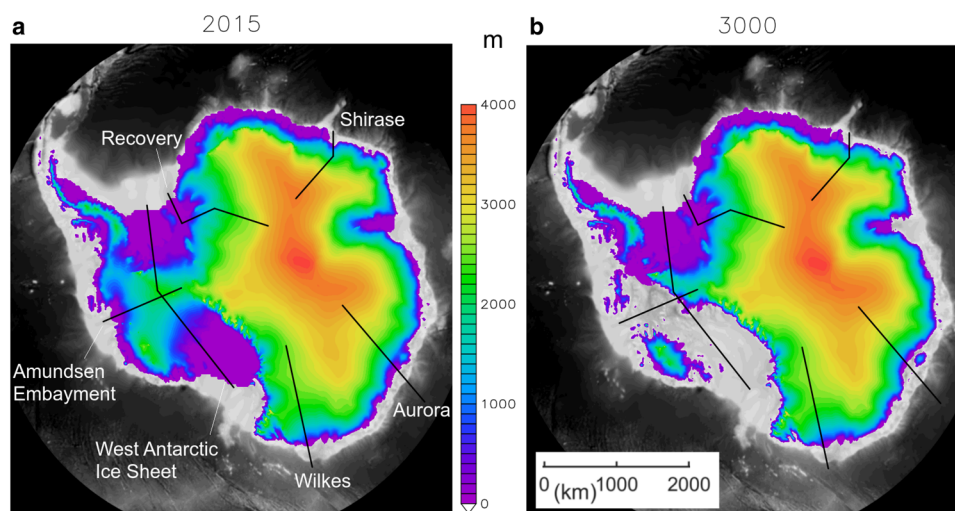 a
2015
m
b
3000
4000
3000
2000
1000
0
Recovery
Shirase
Amundsen
Embayment
West Antarctic
Ice Sheet
Wilkes
Aurora
0 (km) 1000 2000